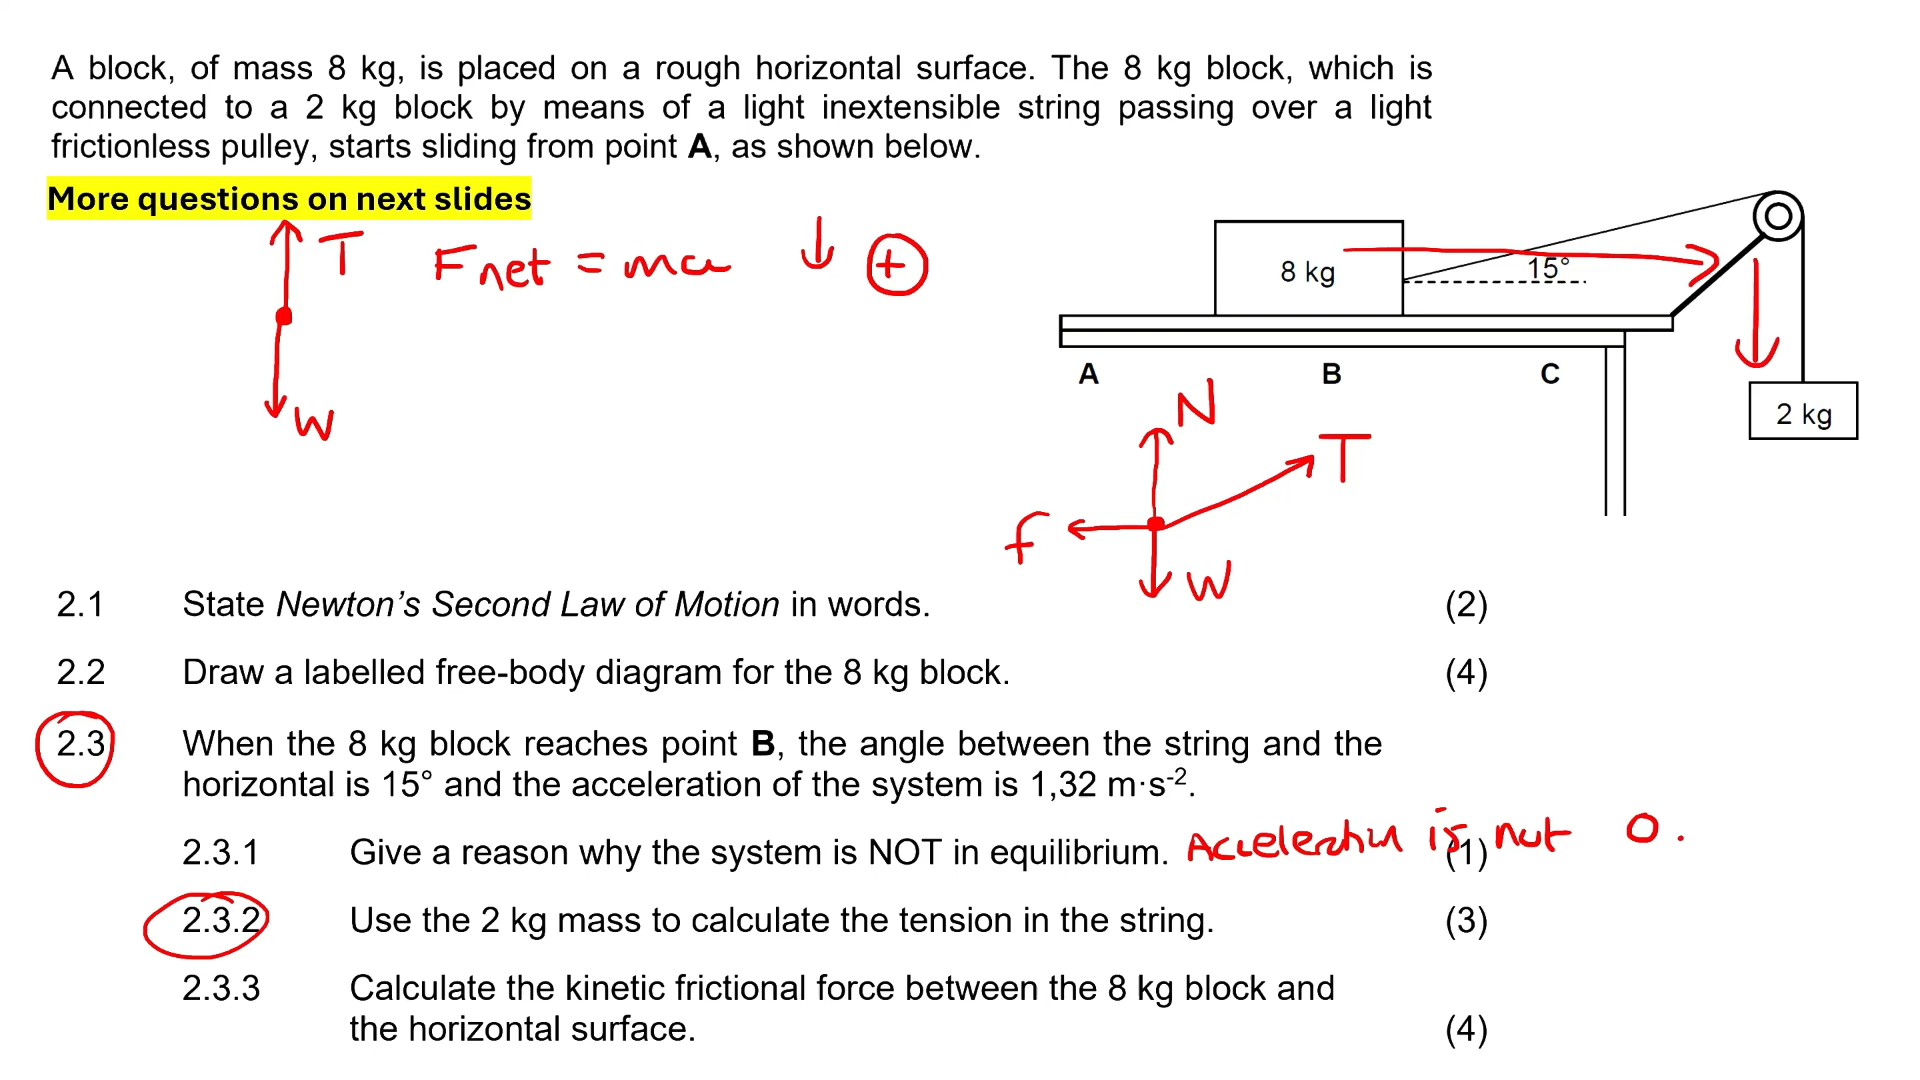 A block, of mass 8 kg, is placed on a rough horizontal surface. The 8 kg block, which is
connected to a 2 kg block by means of a light inextensible string passing over a light
frictionless pulley, starts sliding from point A, as shown below.
More questions on next slides
T Fnet = ma ↓ +
W
8 kg
15°
A B C
2 kg
N
T
f
W
2.1 State Newton's Second Law of Motion in words. (2)
2.2 Draw a labelled free-body diagram for the 8 kg block. (4)
2.3 When the 8 kg block reaches point B, the angle between the string and the
horizontal is 15° and the acceleration of the system is 1,32 m·s⁻².
2.3.1 Give a reason why the system is NOT in equilibrium. (1)
Acceleration is not 0.
2.3.2 Use the 2 kg mass to calculate the tension in the string. (3)
2.3.3 Calculate the kinetic frictional force between the 8 kg block and
the horizontal surface. (4)